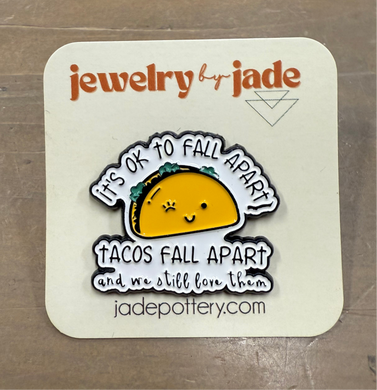 jewelry by jade
IT'S OK TO FALL APART
TACOS FALL APART
and we still love them
jadepottery.com